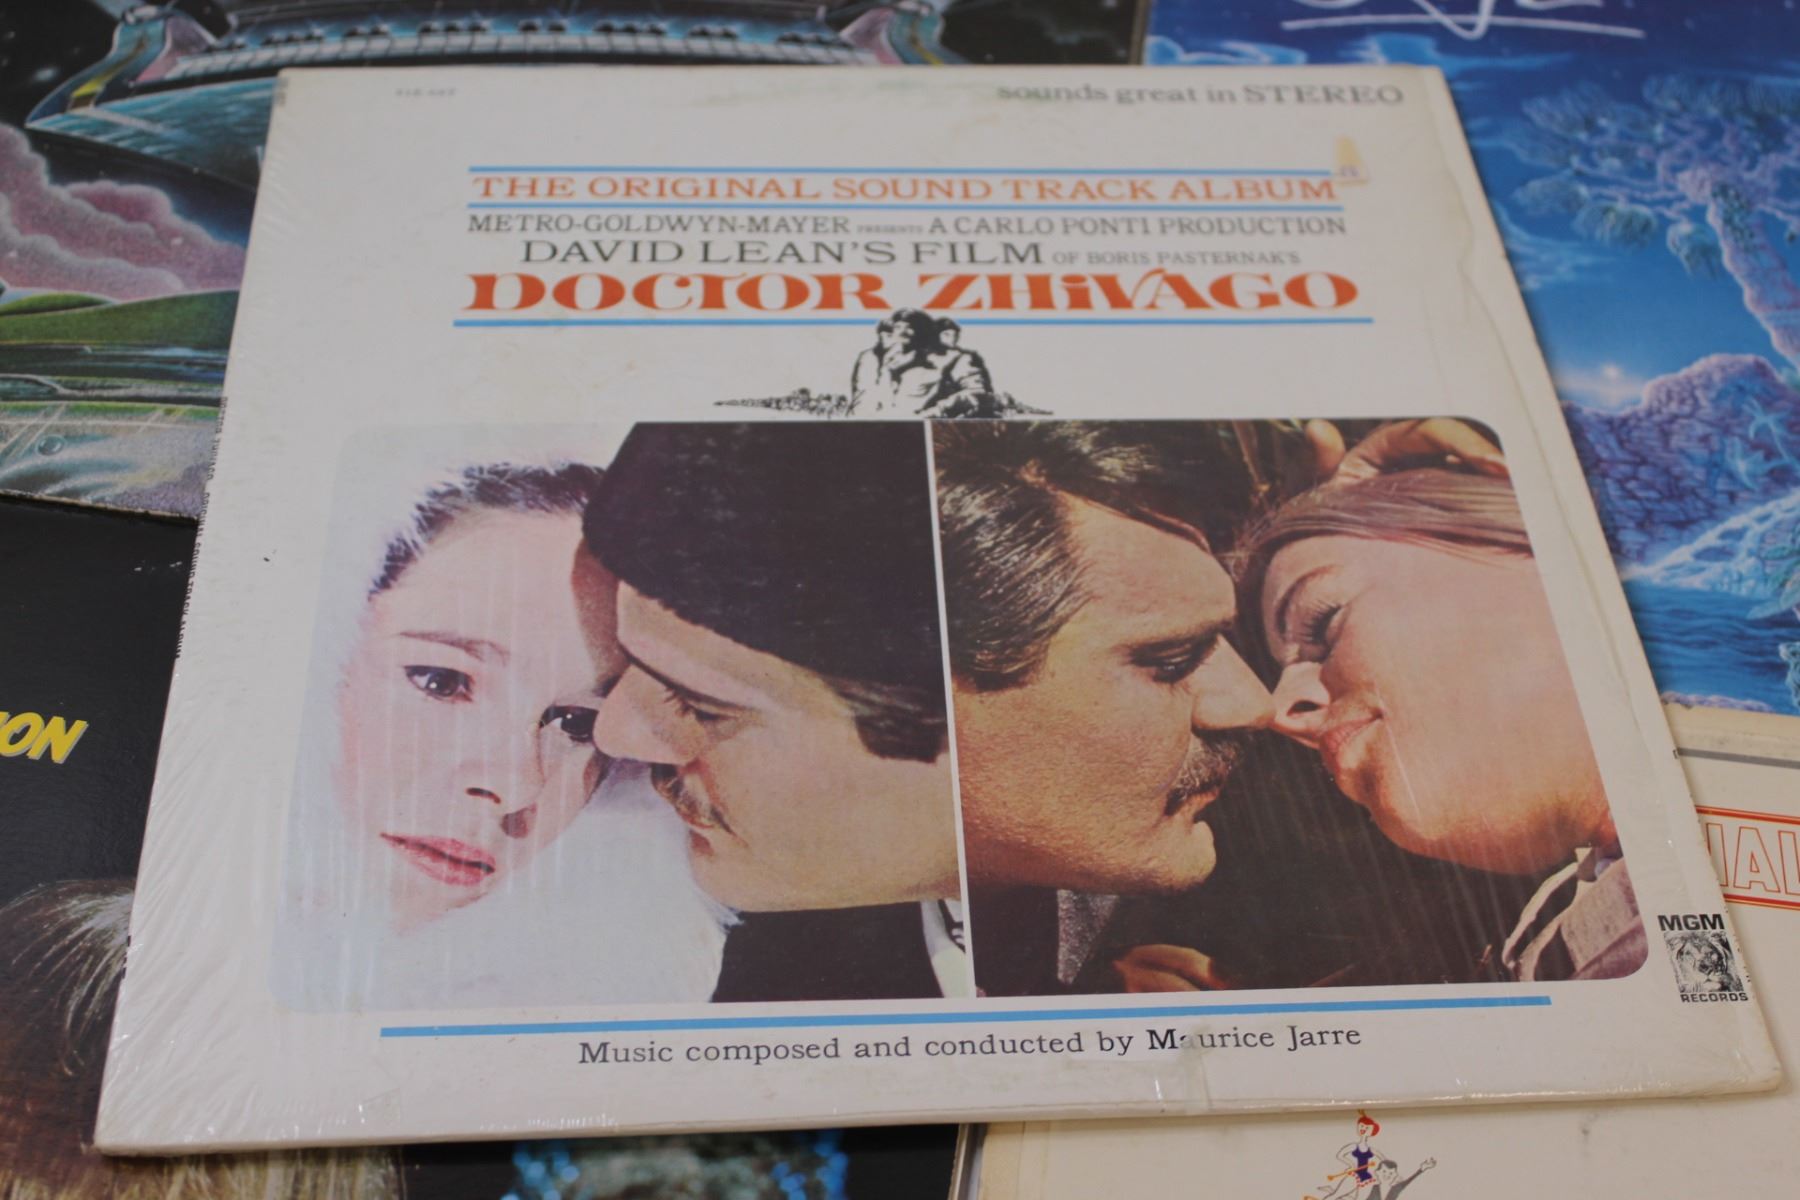 sounds great in STEREO
THE ORIGINAL SOUND TRACK ALBUM
METRO-GOLDWYN-MAYER PRESENTS A CARLO PONTI PRODUCTION
DAVID LEAN'S FILM OF BORIS PASTERNAK'S
DOCTOR ZHiVAGO
ION
MGM
RECORDS
Music composed and conducted by Maurice Jarre